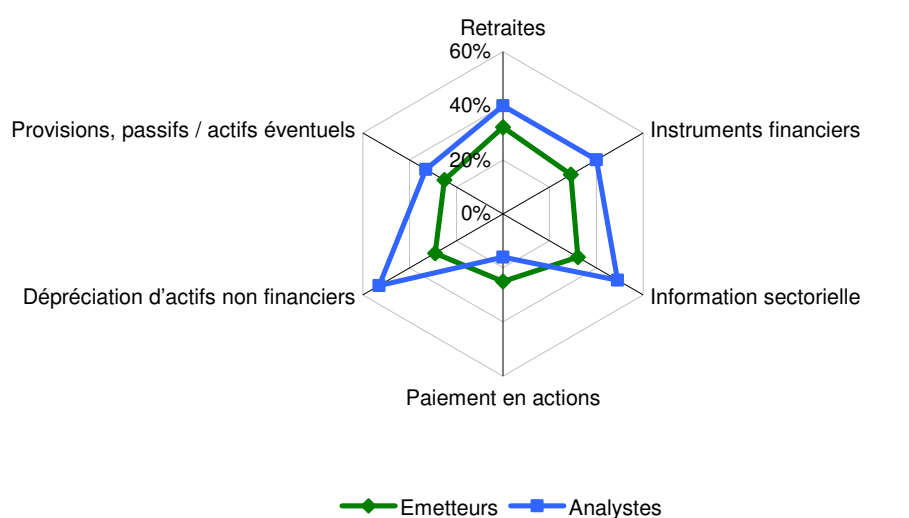 Retraites
60%
40%
Provisions, passifs / actifs éventuels
Instruments financiers
20%
0%
Dépréciation d'actifs non financiers
Information sectorielle
Paiement en actions
Emetteurs
Analystes